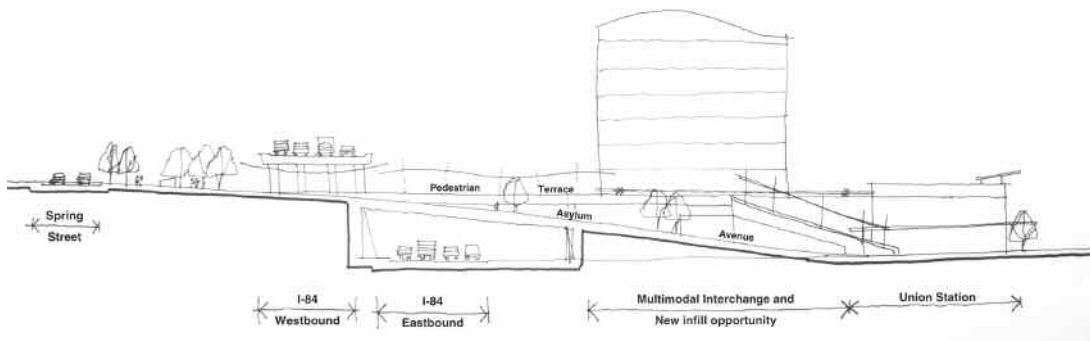 Pedestrian Terrace
Asylum
Avenue
Spring
Street
I-84
Westbound
I-84
Eastbound
Multimodal Interchange and
New infill opportunity
Union Station